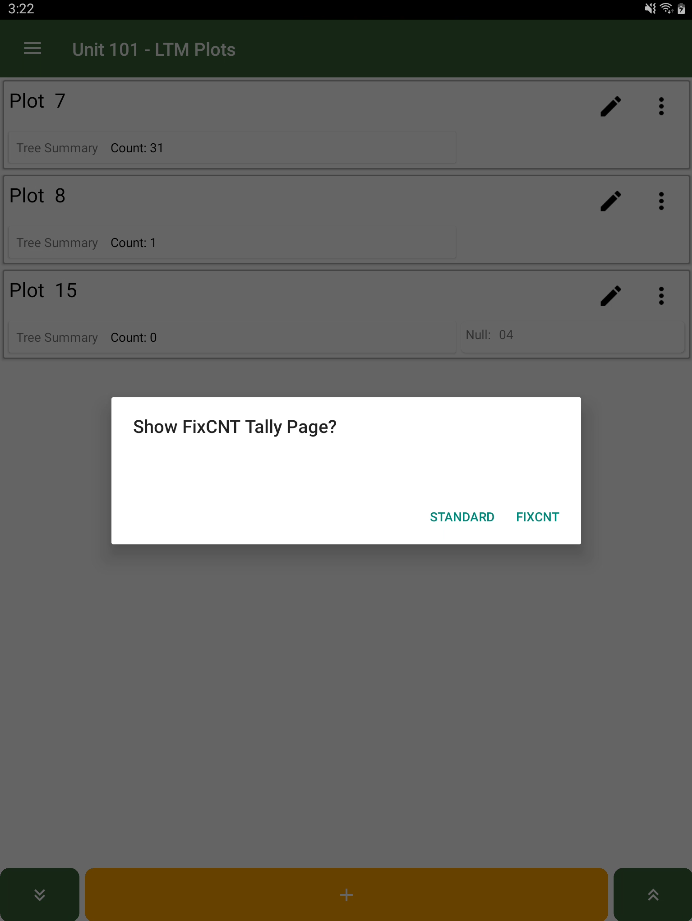 3:22
Unit 101 - LTM Plots
Plot 7
Tree Summary Count: 31
Plot 8
Tree Summary Count: 1
Plot 15
Tree Summary Count: 0 Null: 04
Show FixCNT Tally Page?
STANDARD FIXCNT
+